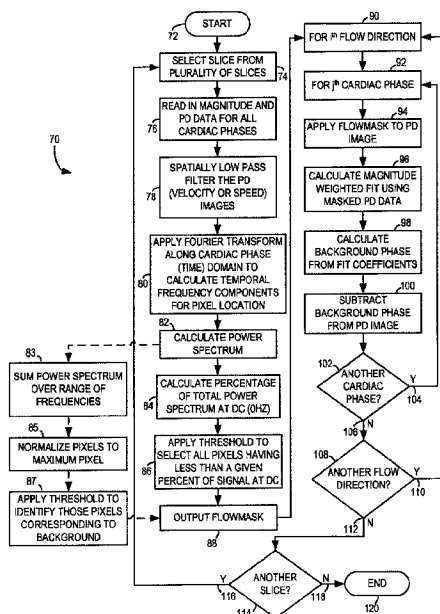 70
72
START
SELECT SLICE FROM
PLURALITY OF SLICES
74
76
READ IN MAGNITUDE AND
PD DATA FOR ALL
CARDIAC PHASES
78
SPATIALLY LOW PASS
FILTER THE PD
(VELOCITY OR SPEED)
IMAGES
80
APPLY FOURIER TRANSFORM
ALONG CARDIAC PHASE
(TIME) DOMAIN TO
CALCULATE TEMPORAL
FREQUENCY COMPONENTS
FOR PIXEL LOCATION
82
CALCULATE POWER
SPECTRUM
83
SUM POWER SPECTRUM
OVER RANGE OF
FREQUENCIES
85
NORMALIZE PIXELS TO
MAXIMUM PIXEL
87
APPLY THRESHOLD TO
IDENTIFY THOSE PIXELS
CORRESPONDING TO
BACKGROUND
84
CALCULATE PERCENTAGE
OF TOTAL POWER
SPECTRUM AT DC (0HZ)
86
APPLY THRESHOLD TO
SELECT ALL PIXELS HAVING
LESS THAN A GIVEN
PERCENT OF SIGNAL AT DC
OUTPUT FLOWMASK
88
90
FOR ith FLOW DIRECTION
92
FOR jth CARDIAC PHASE
94
APPLY FLOWMASK TO PD
IMAGE
96
CALCULATE MAGNITUDE
WEIGHTED FIT USING
MASKED PD DATA
98
CALCULATE
BACKGROUND PHASE
FROM FIT COEFFICIENTS
100
SUBTRACT
BACKGROUND PHASE
FROM PD IMAGE
102
ANOTHER
CARDIAC
PHASE?
Y
104
106
N
108
ANOTHER
FLOW
DIRECTION?
Y
110
112
N
114
ANOTHER
SLICE?
Y
116
N
118
END
120